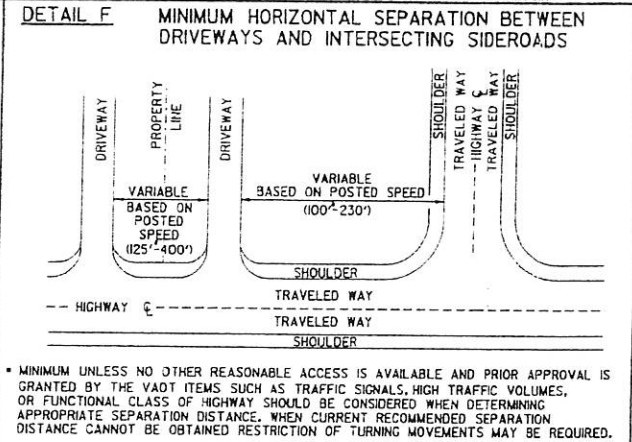 DETAIL F
MINIMUM HORIZONTAL SEPARATION BETWEEN
DRIVEWAYS AND INTERSECTING SIDEROADS
DRIVEWAY
PROPERTY
LINE
DRIVEWAY
SHOULDER
TRAVELED WAY
HIGHWAY ℄
TRAVELED WAY
SHOULDER
VARIABLE
BASED ON
POSTED
SPEED
(125'-400')
VARIABLE
BASED ON POSTED SPEED
(100'-230')
SHOULDER
TRAVELED WAY
HIGHWAY ℄
TRAVELED WAY
SHOULDER
* MINIMUM UNLESS NO OTHER REASONABLE ACCESS IS AVAILABLE AND PRIOR APPROVAL IS
GRANTED BY THE VAOT ITEMS SUCH AS TRAFFIC SIGNALS, HIGH TRAFFIC VOLUMES,
OR FUNCTIONAL CLASS OF HIGHWAY SHOULD BE CONSIDERED WHEN DETERMINING
APPROPRIATE SEPARATION DISTANCE. WHEN CURRENT RECOMMENDED SEPARATION
DISTANCE CANNOT BE OBTAINED RESTRICTION OF TURNING MOVEMENTS MAY BE REQUIRED.